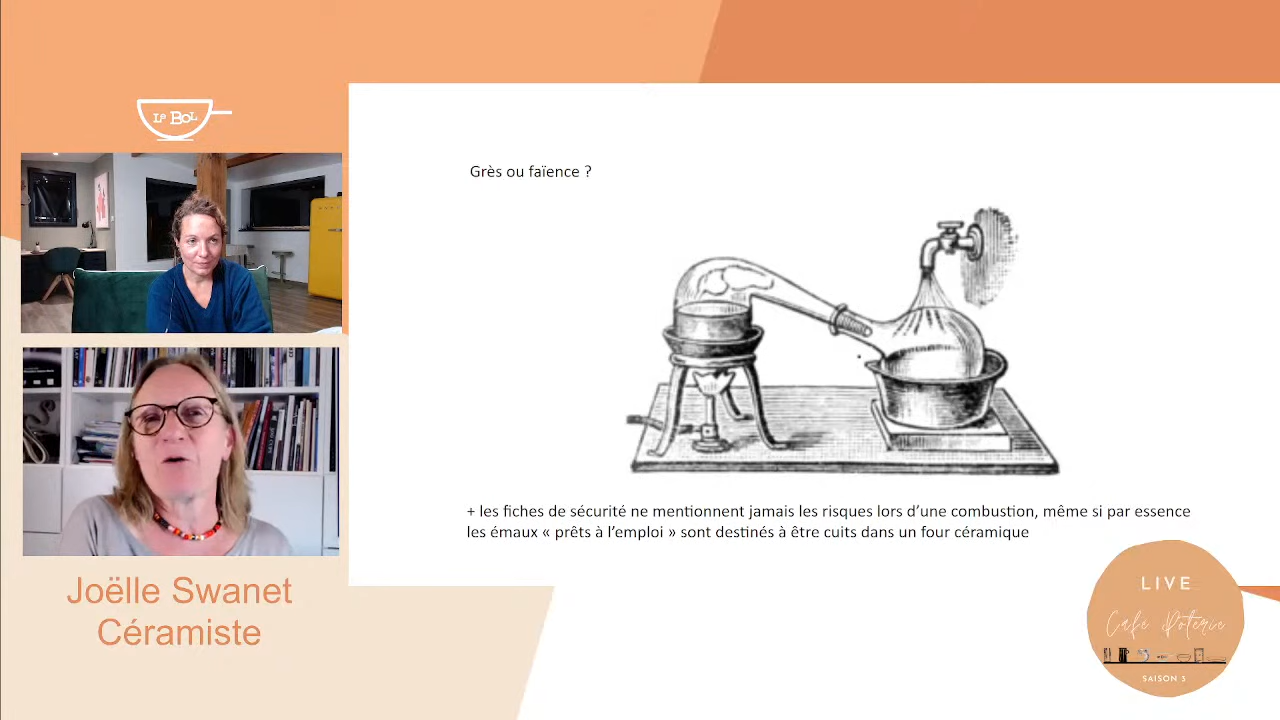 Le BoL
Grès ou faïence ?
+ les fiches de sécurité ne mentionnent jamais les risques lors d'une combustion, même si par essence
les émaux « prêts à l'emploi » sont destinés à être cuits dans un four céramique
Joëlle Swanet
Céramiste
LIVE
Café Poterie
SAISON 3